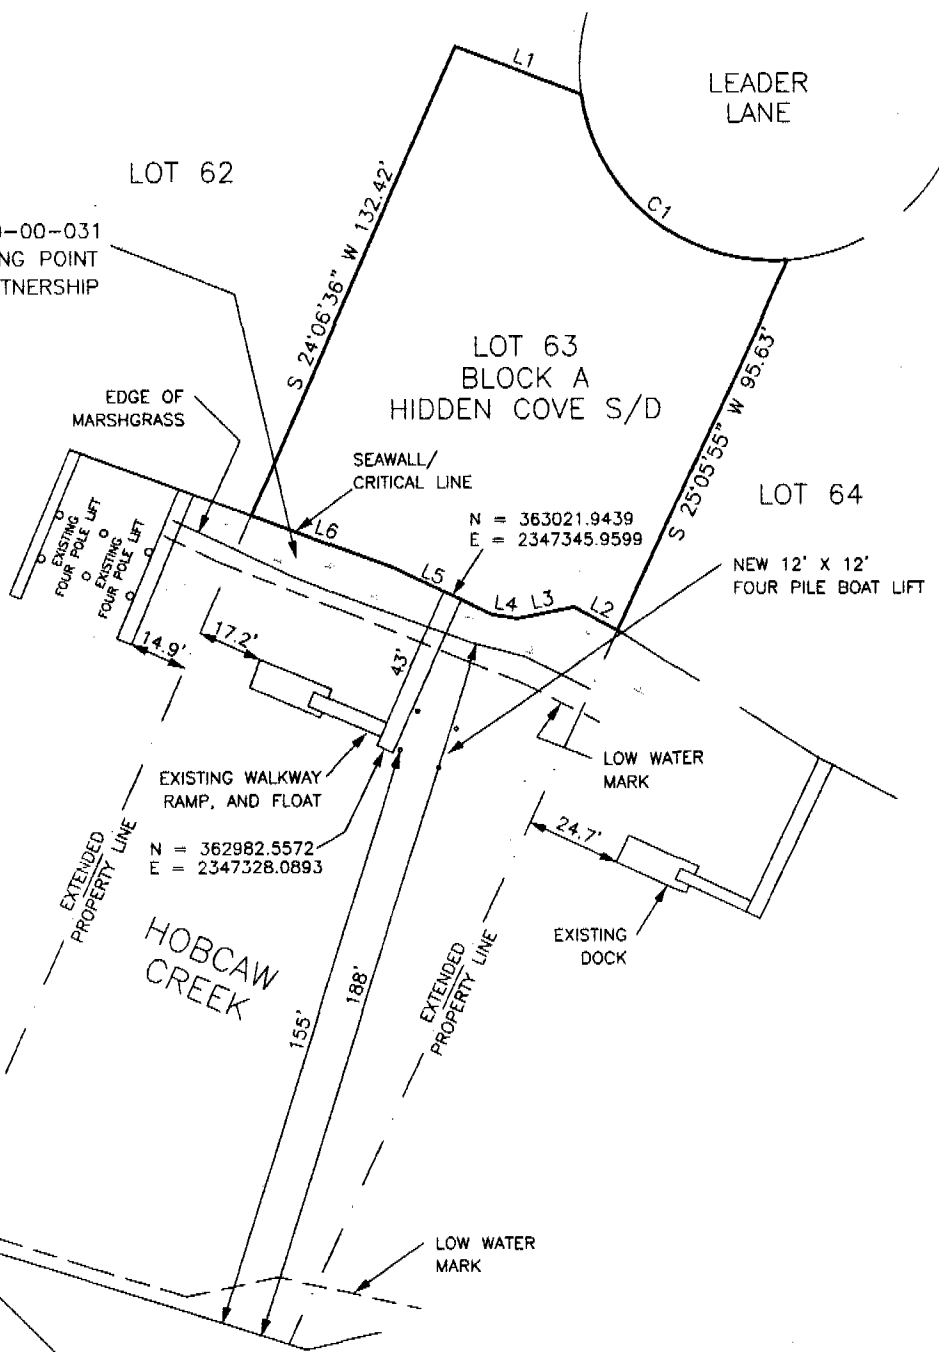 L1
LEADER
LANE
LOT 62
0-00-031
NG POINT
TNERSHIP
S 24°06'36" W 132.42'
C1
LOT 63
BLOCK A
HIDDEN COVE S/D
S 25°05'55" W 95.63'
EDGE OF
MARSHGRASS
SEAWALL/
CRITICAL LINE
LOT 64
L6
N = 363021.9439
E = 2347345.9599
EXISTING
FOUR POLE LIFT
EXISTING
FOUR POLE LIFT
NEW 12' X 12'
FOUR PILE BOAT LIFT
L5
L4
L3
L2
14.9'
17.2'
43'
EXISTING WALKWAY
RAMP, AND FLOAT
LOW WATER
MARK
N = 362982.5572
E = 2347328.0893
24.7'
EXTENDED
PROPERTY LINE
HOBCAW
CREEK
EXISTING
DOCK
155'
188'
EXTENDED
PROPERTY LINE
LOW WATER
MARK